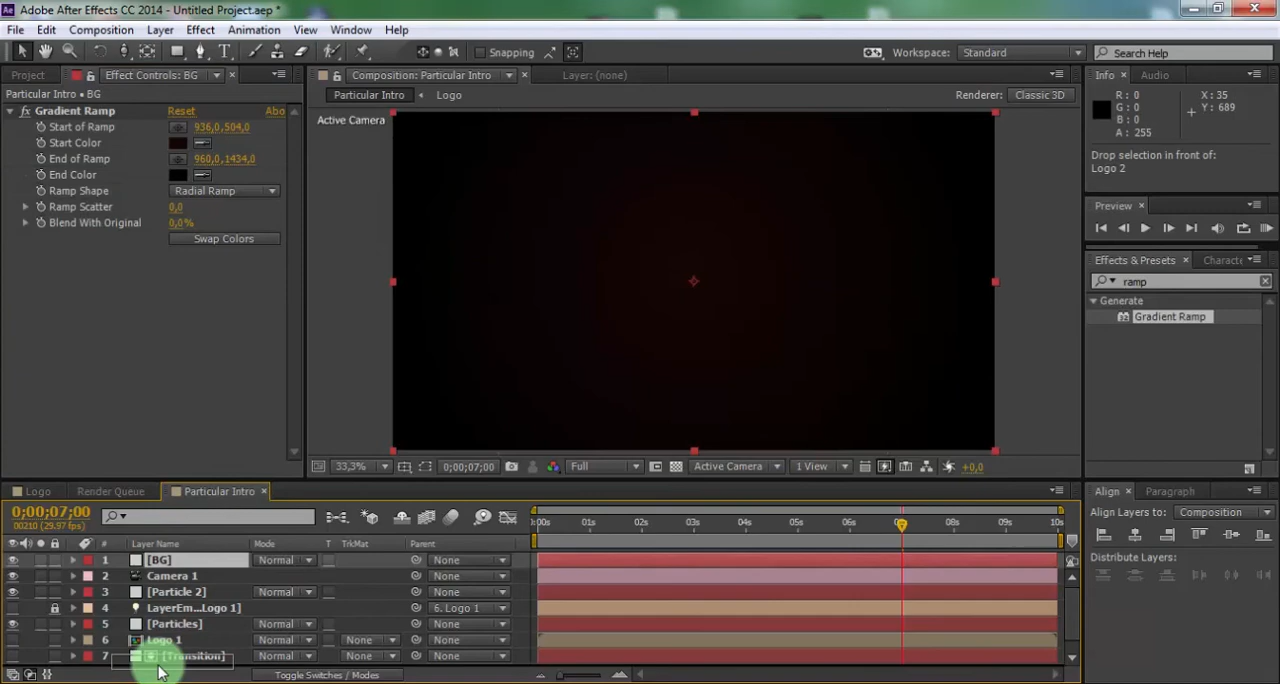 Adobe After Effects CC 2014 - Untitled Project.aep *
File Edit Composition Layer Effect Animation View Window Help
Snapping Workspace: Standard Search Help
Project Effect Controls: BG Composition: Particular Intro Layer: (none) Info Audio
Particular Intro • BG Particular Intro Logo Renderer: Classic 3D
fx Gradient Ramp Reset Abo
Active Camera
Start of Ramp 936,0,504,0
Start Color
End of Ramp 960,0,1434,0
End Color
Ramp Shape Radial Ramp
Ramp Scatter 0,0
Blend With Original 0,0%
Swap Colors
R : 0 X : 35
G : 0 Y : 689
B : 0
A : 255
Drop selection in front of:
Logo 2
Preview
Effects & Presets Characte
ramp
Generate
Gradient Ramp
33,3% 0;00;07;00 Full Active Camera 1 View +0,0
Logo Render Queue Particular Intro
0;00;07;00
00210 (29.97 fps)
:00s 01s 02s 03s 04s 05s 06s 08s 09s 10s
# Layer Name Mode T TrkMat Parent
1 [BG] Normal None
2 Camera 1 None
3 [Particle 2] Normal None
4 LayerEm...Logo 1] 6. Logo 1
5 [Particles] Normal None
6 Logo 1 Normal None None
7 [Transition] Normal None None
Toggle Switches / Modes
Align Paragraph
Align Layers to: Composition
Distribute Layers: